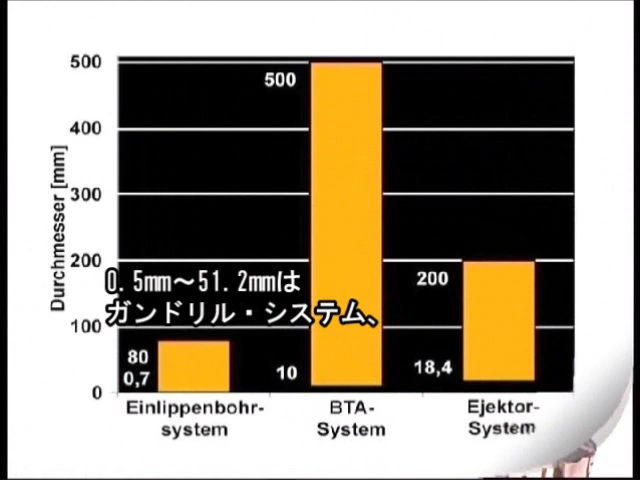 500
400
300
200
100
0
Durchmesser [mm]
500
200
80
0,7
10
18,4
0.5mm～51.2mmは
ガンドリル・システム、
Einlippenbohr-
system
BTA-
System
Ejektor-
System